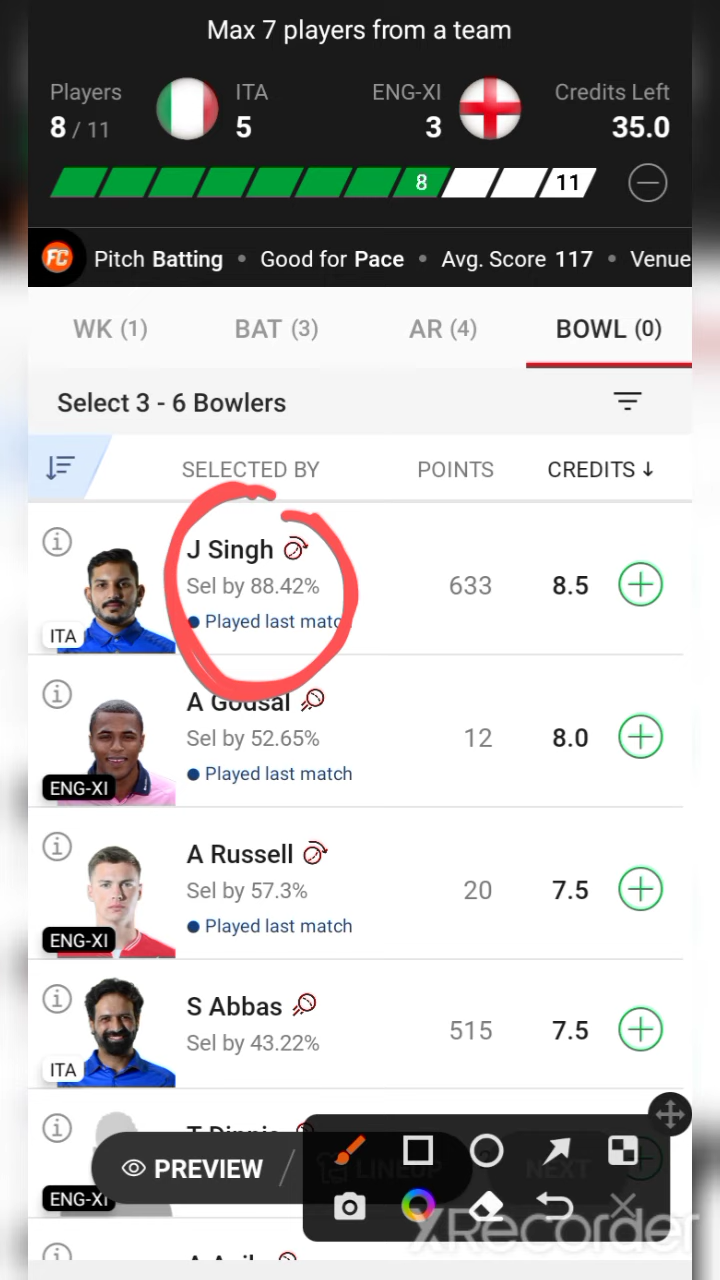 Max 7 players from a team
Players ITA ENG-XI Credits Left
8 / 11 5 3 35.0
8 11
FC Pitch Batting • Good for Pace • Avg. Score 117 • Venue
WK (1) BAT (3) AR (4) BOWL (0)
Select 3 - 6 Bowlers
SELECTED BY POINTS CREDITS ↓
J Singh
Sel by 88.42% 633 8.5
Played last match
ITA
A Godsal
Sel by 52.65% 12 8.0
Played last match
ENG-XI
A Russell
Sel by 57.3% 20 7.5
Played last match
ENG-XI
S Abbas
Sel by 43.22% 515 7.5
ITA
PREVIEW / LINEUP NEXT
ENG-XI
XRecorder